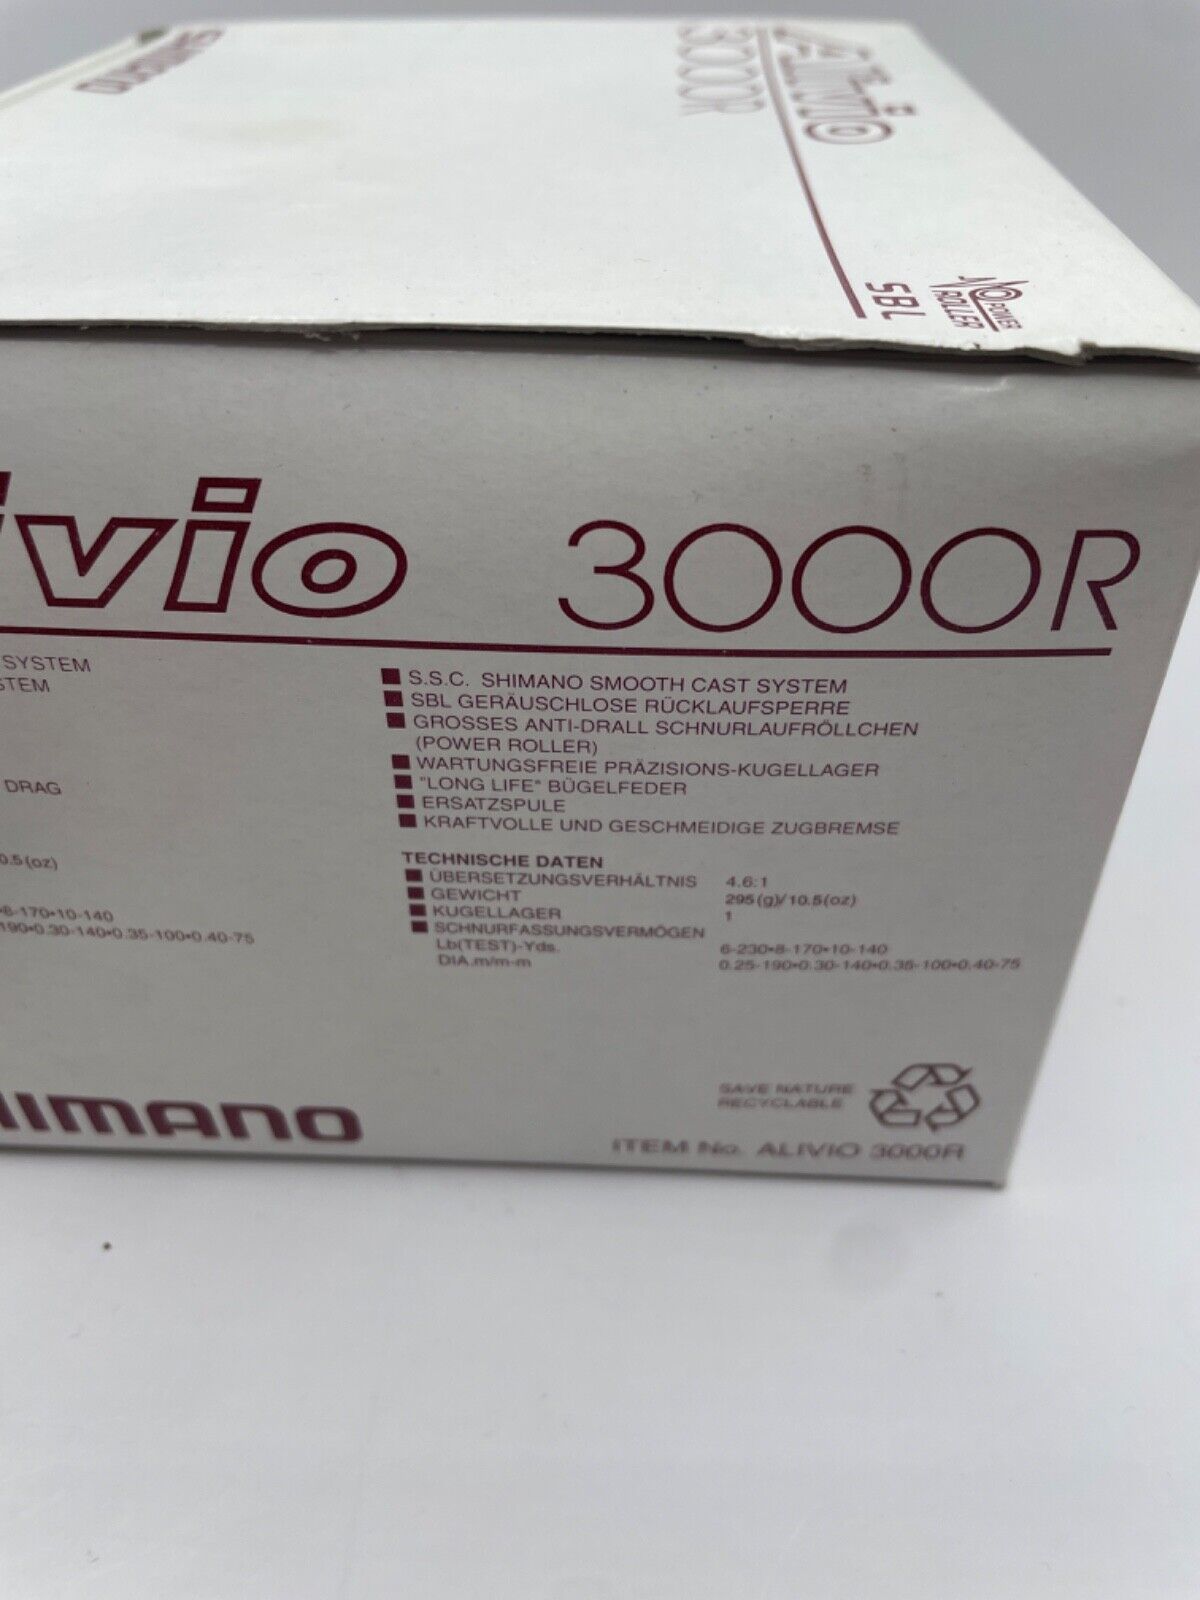 SHIMANO
Alivio
3000R
SBL
POWER
ROLLER
ivio 3000R
SYSTEM
STEM
DRAG
0.5(oz)
8-170•10-140
190•0.30-140•0.35-100•0.40-75
■ S.S.C. SHIMANO SMOOTH CAST SYSTEM
■ SBL GERÄUSCHLOSE RÜCKLAUFSPERRE
■ GROSSES ANTI-DRALL SCHNURLAUFRÖLLCHEN
(POWER ROLLER)
■ WARTUNGSFREIE PRÄZISIONS-KUGELLAGER
■ "LONG LIFE" BÜGELFEDER
■ ERSATZSPULE
■ KRAFTVOLLE UND GESCHMEIDIGE ZUGBREMSE
TECHNISCHE DATEN
■ ÜBERSETZUNGSVERHÄLTNIS 4.6:1
■ GEWICHT 295(g)/10.5(oz)
■ KUGELLAGER 1
■ SCHNURFASSUNGSVERMÖGEN
Lb(TEST)-Yds. 6-230•8-170•10-140
DIA.m/m-m 0.25-190•0.30-140•0.35-100•0.40-75
HIMANO
SAVE NATURE
RECYCLABLE
ITEM No. ALIVIO 3000R